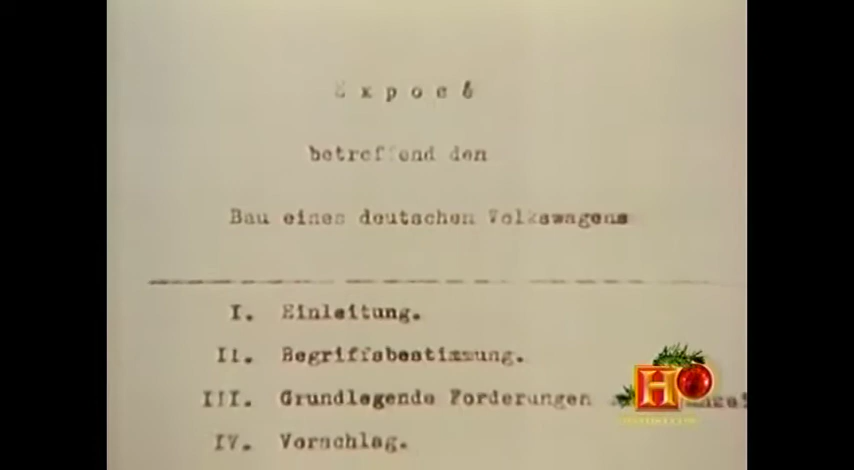 Exposé
betreffend den
Bau eines deutschen Volkswagens
I. Einleitung.
II. Begriffsbestimmung.
III. Grundlegende Forderungen
IV. Vorschlag.
H